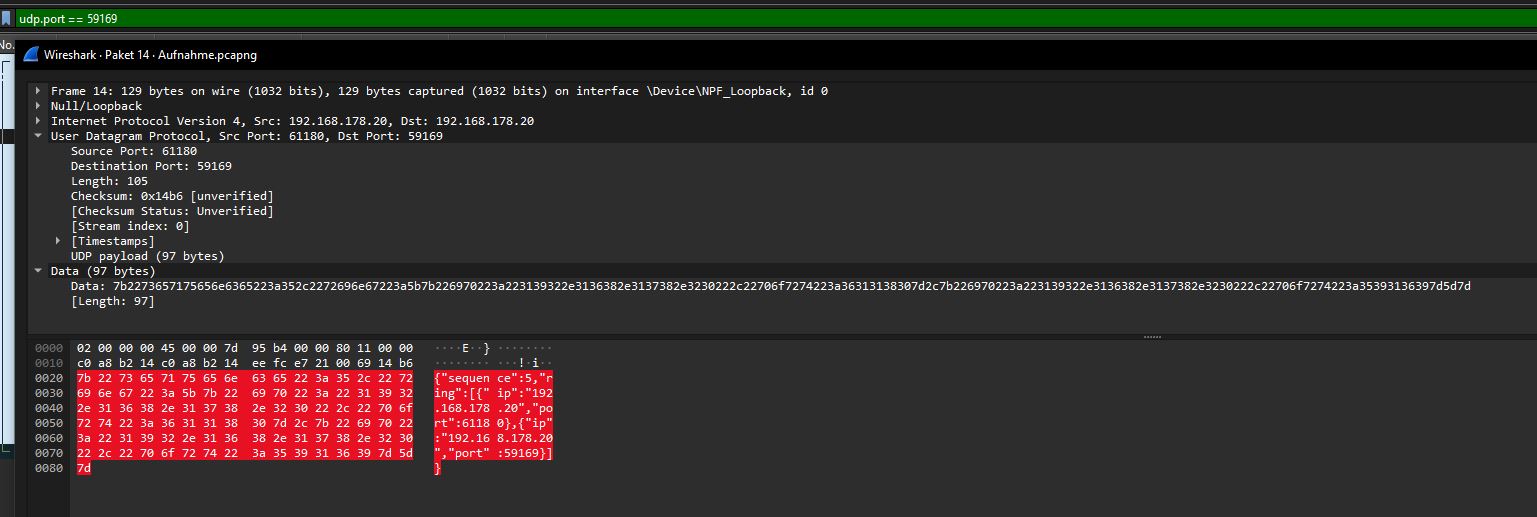 udp.port == 59169
No.
Wireshark · Paket 14 · Aufnahme.pcapng
Frame 14: 129 bytes on wire (1032 bits), 129 bytes captured (1032 bits) on interface \Device\NPF_Loopback, id 0
Null/Loopback
Internet Protocol Version 4, Src: 192.168.178.20, Dst: 192.168.178.20
User Datagram Protocol, Src Port: 61180, Dst Port: 59169
Source Port: 61180
Destination Port: 59169
Length: 105
Checksum: 0x14b6 [unverified]
[Checksum Status: Unverified]
[Stream index: 0]
[Timestamps]
UDP payload (97 bytes)
Data (97 bytes)
Data: 7b2273657175656e6365223a352c2272696e67223a5b7b226970223a223139322e3136382e3137382e3230222c22706f7274223a36313138307d2c7b226970223a223139322e3136382e3137382e3230222c22706f7274223a35393136397d5d7d
[Length: 97]
0000 02 00 00 00 45 00 00 7d 95 b4 00 00 80 11 00 00 ····E··} ········
0010 c0 a8 b2 14 c0 a8 b2 14 ee fc e7 21 00 69 14 b6 ········ ···!·i··
0020 7b 22 73 65 71 75 65 6e 63 65 22 3a 35 2c 22 72 {"sequen ce":5,"r
0030 69 6e 67 22 3a 5b 7b 22 69 70 22 3a 22 31 39 32 ing":[{" ip":"192
0040 2e 31 36 38 2e 31 37 38 2e 32 30 22 2c 22 70 6f .168.178 .20","po
0050 72 74 22 3a 36 31 31 38 30 7d 2c 7b 22 69 70 22 rt":6118 0},{"ip"
0060 3a 22 31 39 32 2e 31 36 38 2e 31 37 38 2e 32 30 :"192.16 8.178.20
0070 22 2c 22 70 6f 72 74 22 3a 35 39 31 36 39 7d 5d ","port" :59169}]
0080 7d }